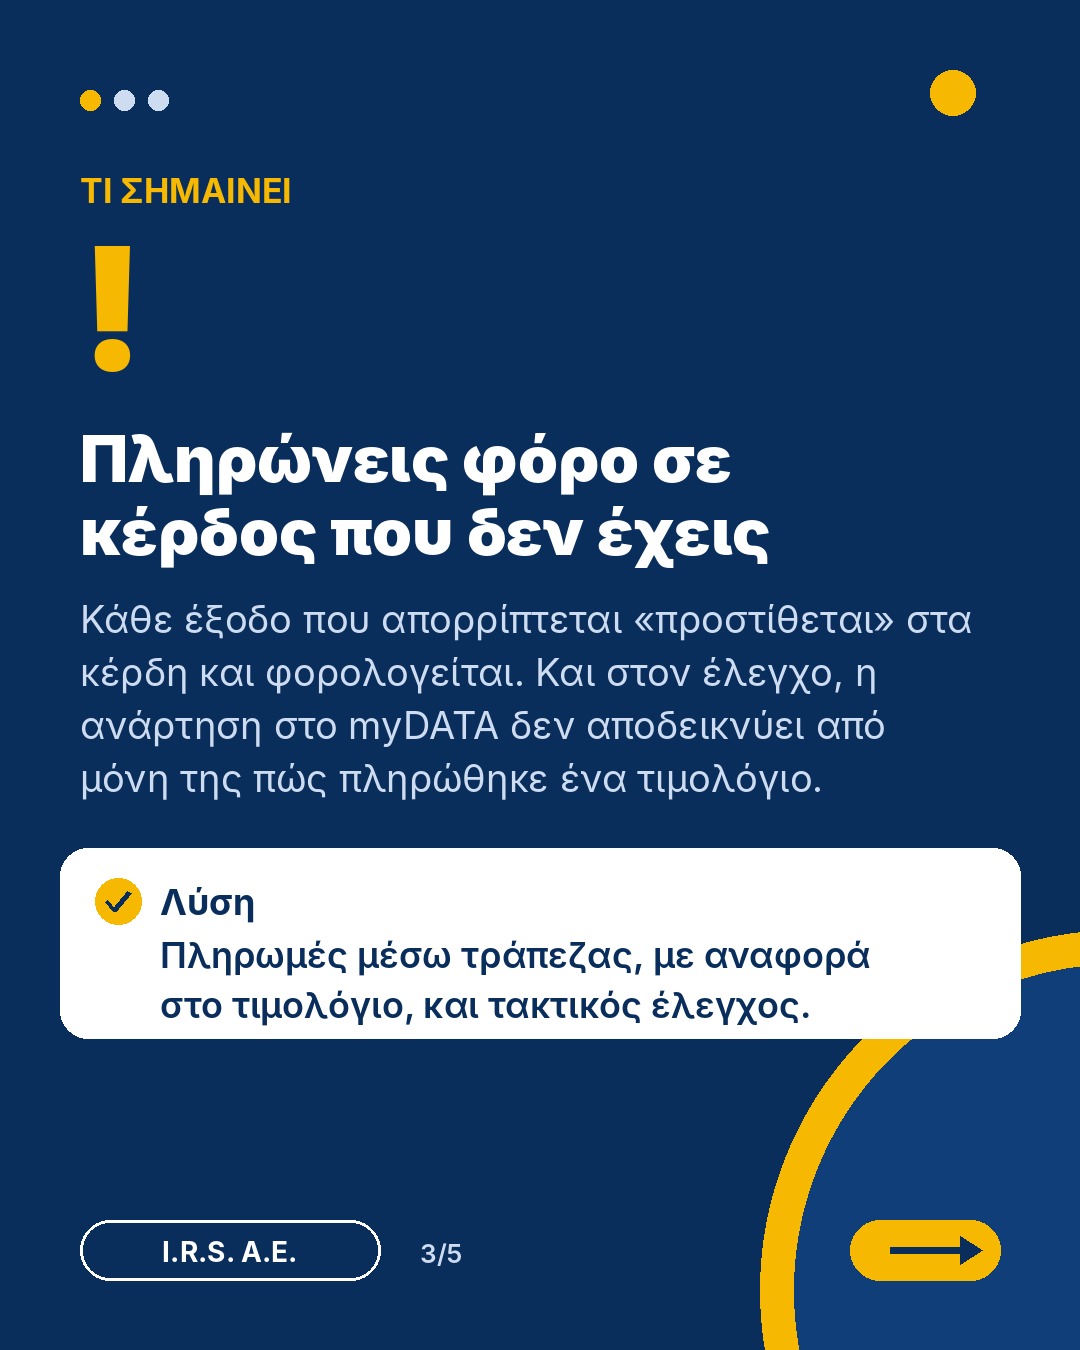 ΤΙ ΣΗΜΑΙΝΕΙ
!
Πληρώνεις φόρο σε
κέρδος που δεν έχεις
Κάθε έξοδο που απορρίπτεται «προστίθεται» στα
κέρδη και φορολογείται. Και στον έλεγχο, η
ανάρτηση στο myDATA δεν αποδεικνύει από
μόνη της πώς πληρώθηκε ένα τιμολόγιο.
Λύση
Πληρωμές μέσω τράπεζας, με αναφορά
στο τιμολόγιο, και τακτικός έλεγχος.
I.R.S. A.E.
3/5